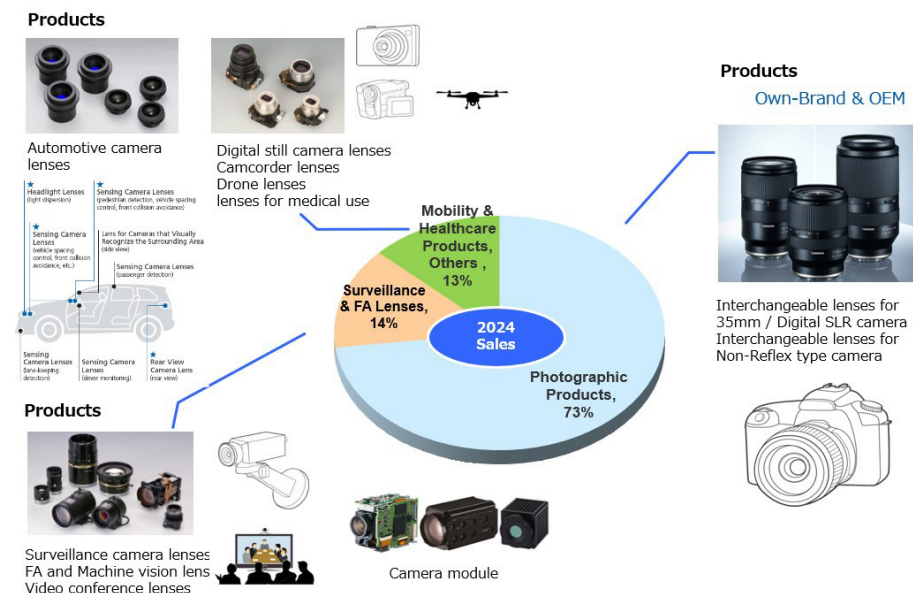 Products
Automotive camera
lenses
Digital still camera lenses
Camcorder lenses
Drone lenses
lenses for medical use
★
Headlight Lenses
(light dispersion)
★
Sensing Camera Lenses
(pedestrian detection, vehicle spacing
control, front collision avoidance)
★
Sensing Camera
Lenses
(vehicle spacing
control, front collision
avoidance, etc.)
Lens for Cameras that Visually
Recognize the Surrounding Area
(side view)
Sensing Camera Lenses
(passenger detection)
Sensing
Camera Lenses
(lane-keeping
detection)
Sensing Camera
Lenses
(driver monitoring)
★
Rear View
Camera Lens
(rear view)
Mobility &
Healthcare
Products,
Others ,
13%
Surveillance
& FA Lenses,
14%
2024
Sales
Photographic
Products,
73%
Products
Own-Brand & OEM
TAMRON
TAMRON
TAMRON
Interchangeable lenses for
35mm / Digital SLR camera
Interchangeable lenses for
Non-Reflex type camera
Products
Surveillance camera lenses
FA and Machine vision lens
Video conference lenses
Camera module